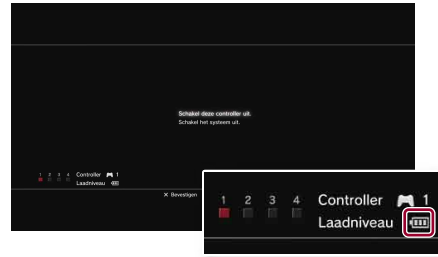 Schakel deze controller uit.
Schakel het systeem uit.
1 2 3 4 Controller 1
Laadniveau
X Bevestigen
1 2 3 4 Controller 1
Laadniveau